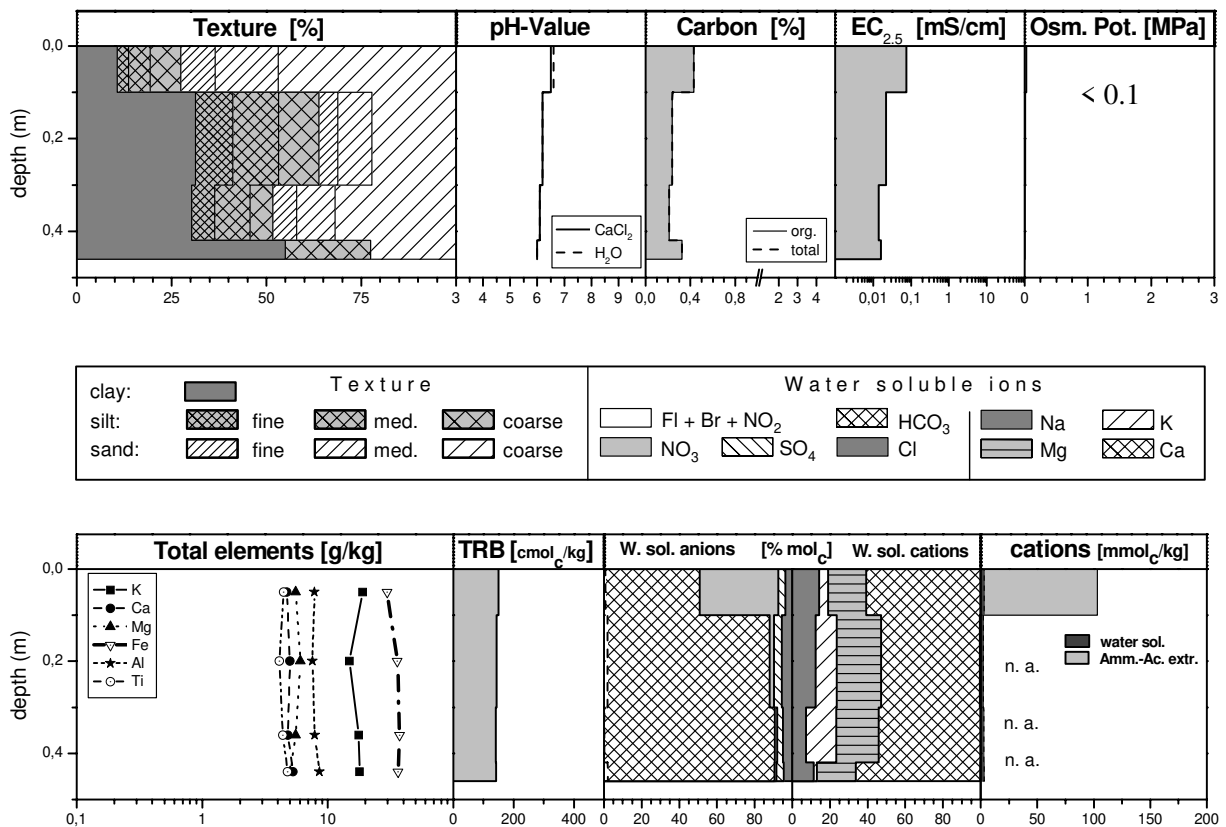 Texture [%] pH-Value Carbon [%] EC2.5 [mS/cm] Osm. Pot. [MPa]
0,0
0,2
0,4
depth (m)
< 0.1
CaCl2
H2O
org.
total
0 25 50 75 3 4 5 6 7 8 9 0,0 0,4 0,8 2 3 4 0,01 0,1 1 10 0 1 2 3
Texture Water soluble ions
clay:
silt: fine med. coarse
sand: fine med. coarse
Fl + Br + NO2 HCO3 Na K
NO3 SO4 Cl Mg Ca
Total elements [g/kg] TRB [cmolc/kg] W. sol. anions [% molc] W. sol. cations cations [mmolc/kg]
0,0
0,2
0,4
depth (m)
K
Ca
Mg
Fe
Al
Ti
water sol.
Amm.-Ac. extr.
n. a.
n. a.
n. a.
0,1 1 10 0 200 400 0 20 40 60 80 0 20 40 60 80 0 50 100 150 200